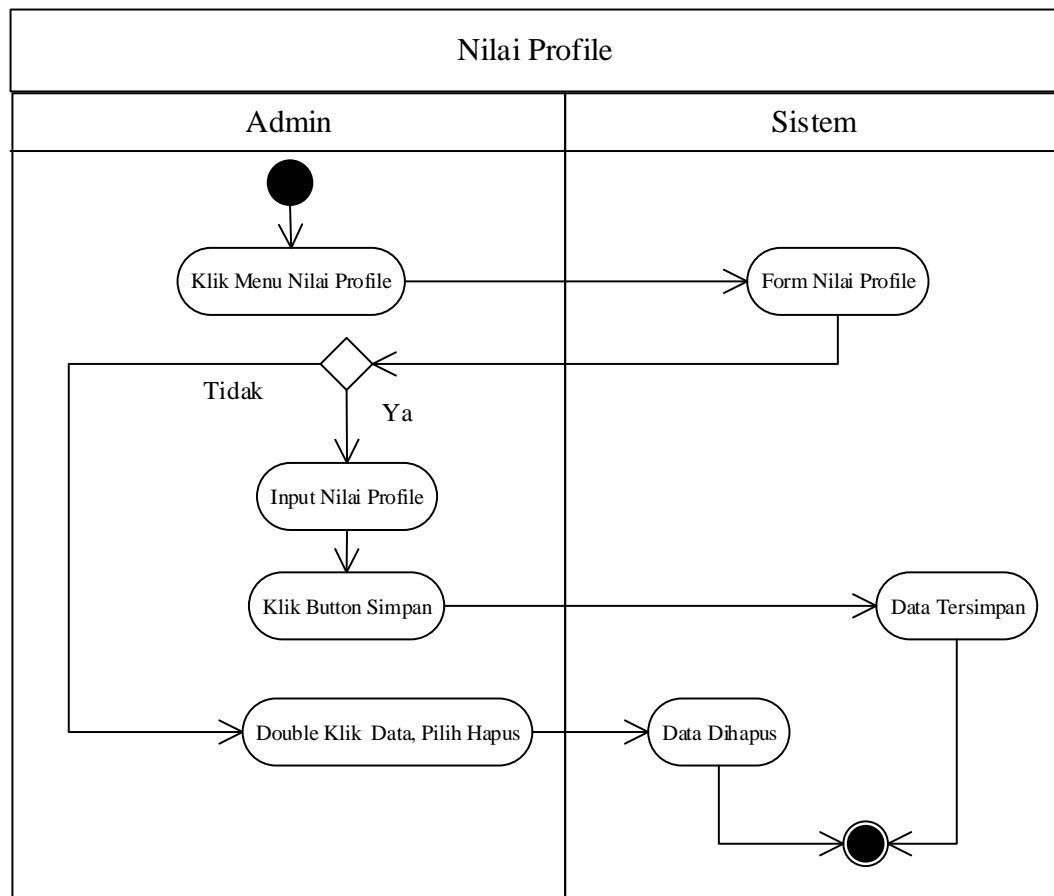 Nilai Profile
Admin
Sistem
Klik Menu Nilai Profile
Form Nilai Profile
Tidak
Ya
Input Nilai Profile
Klik Button Simpan
Data Tersimpan
Double Klik Data, Pilih Hapus
Data Dihapus